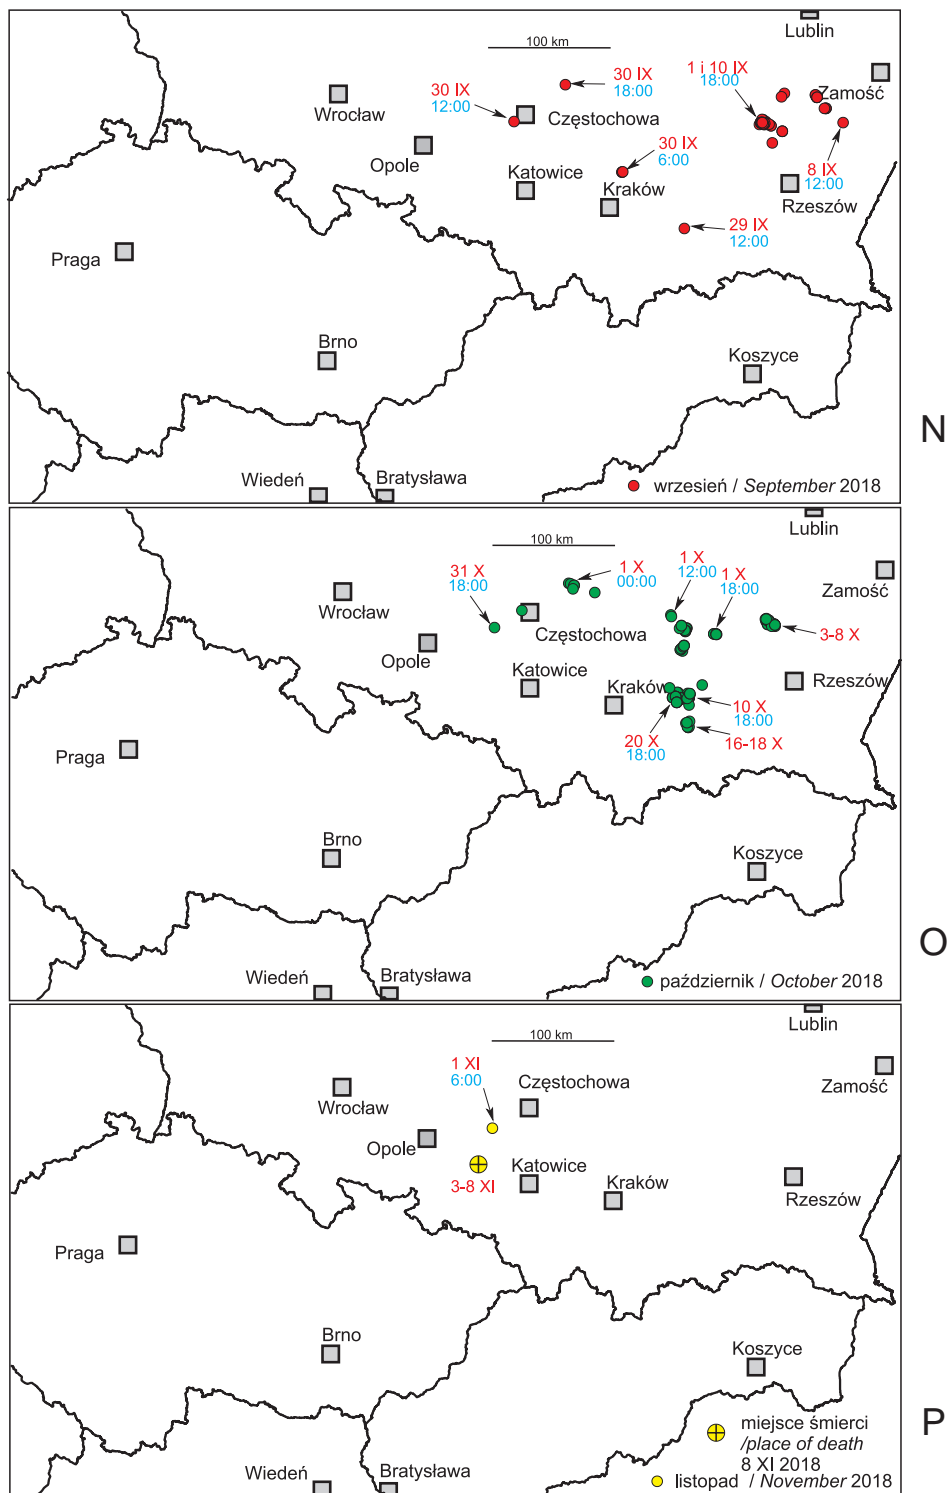 Lublin
100 km
30 IX
18:00
1 i 10 IX
18:00
30 IX
12:00
Zamość
Wrocław
Częstochowa
Opole
30 IX
6:00
8 IX
12:00
Katowice
Kraków
Rzeszów
29 IX
12:00
Praga
Brno
Koszyce
N
Wiedeń
Bratysława
wrzesień / September 2018
Lublin
100 km
31 X
18:00
1 X
00:00
1 X
12:00
1 X
18:00
Zamość
Wrocław
Częstochowa
3-8 X
Opole
Katowice
Kraków
Rzeszów
10 X
18:00
20 X
18:00
16-18 X
Praga
Brno
Koszyce
O
Wiedeń
Bratysława
październik / October 2018
Lublin
100 km
1 XI
6:00
Częstochowa
Zamość
Wrocław
Opole
Katowice
3-8 XI
Kraków
Rzeszów
Praga
Brno
Koszyce
P
miejsce śmierci
/place of death
8 XI 2018
Wiedeń
Bratysława
listopad / November 2018